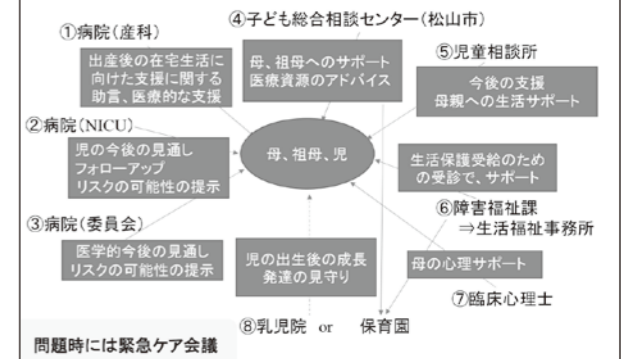 ①病院（産科）
出産後の在宅生活に
向けた支援に関する
助言、医療的な支援
④子ども総合相談センター（松山市）
母、祖母へのサポート
医療資源のアドバイス
⑤児童相談所
今後の支援
母親への生活サポート
②病院（NICU）
児の今後の見通し
フォローアップ
リスクの可能性の提示
母、祖母、児
生活保護受給のため
の受診で、サポート
⑥障害福祉課
⇒生活福祉事務所
③病院（委員会）
医学的今後の見通し
リスクの可能性の提示
児の出生後の成長
発達の見守り
母の心理サポート
⑦臨床心理士
⑧乳児院 or 保育園
問題時には緊急ケア会議